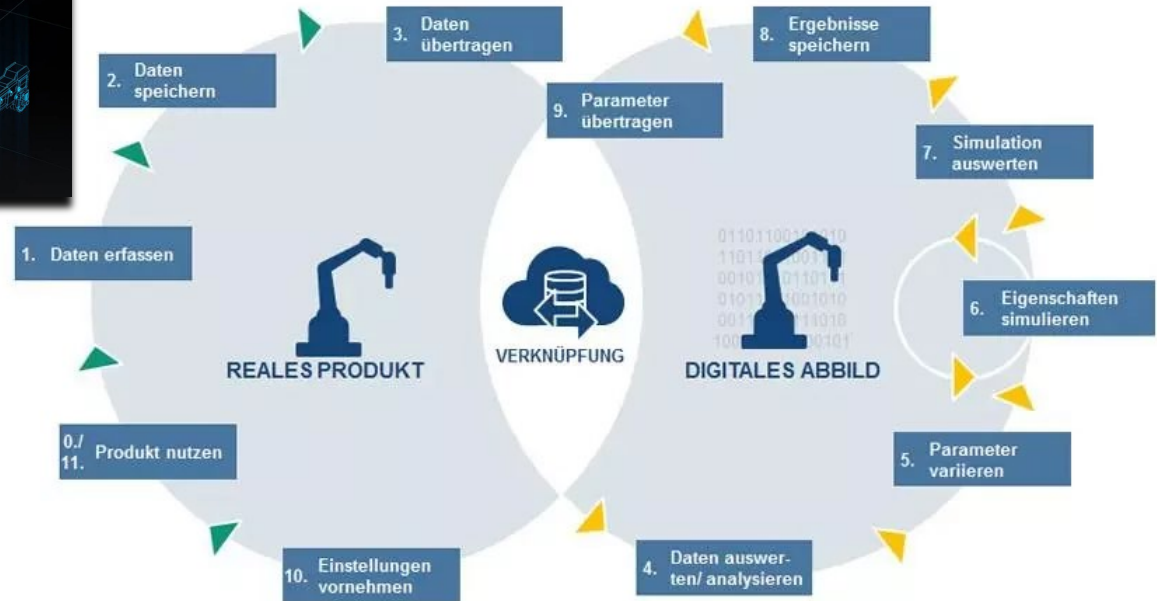 3. Daten
übertragen
8. Ergebnisse
speichern
2. Daten
speichern
9. Parameter
übertragen
7. Simulation
auswerten
1. Daten erfassen
6. Eigenschaften
simulieren
REALES PRODUKT
VERKNÜPFUNG
DIGITALES ABBILD
0./
11. Produkt nutzen
5. Parameter
variieren
10. Einstellungen
vornehmen
4. Daten auswer-
ten/ analysieren